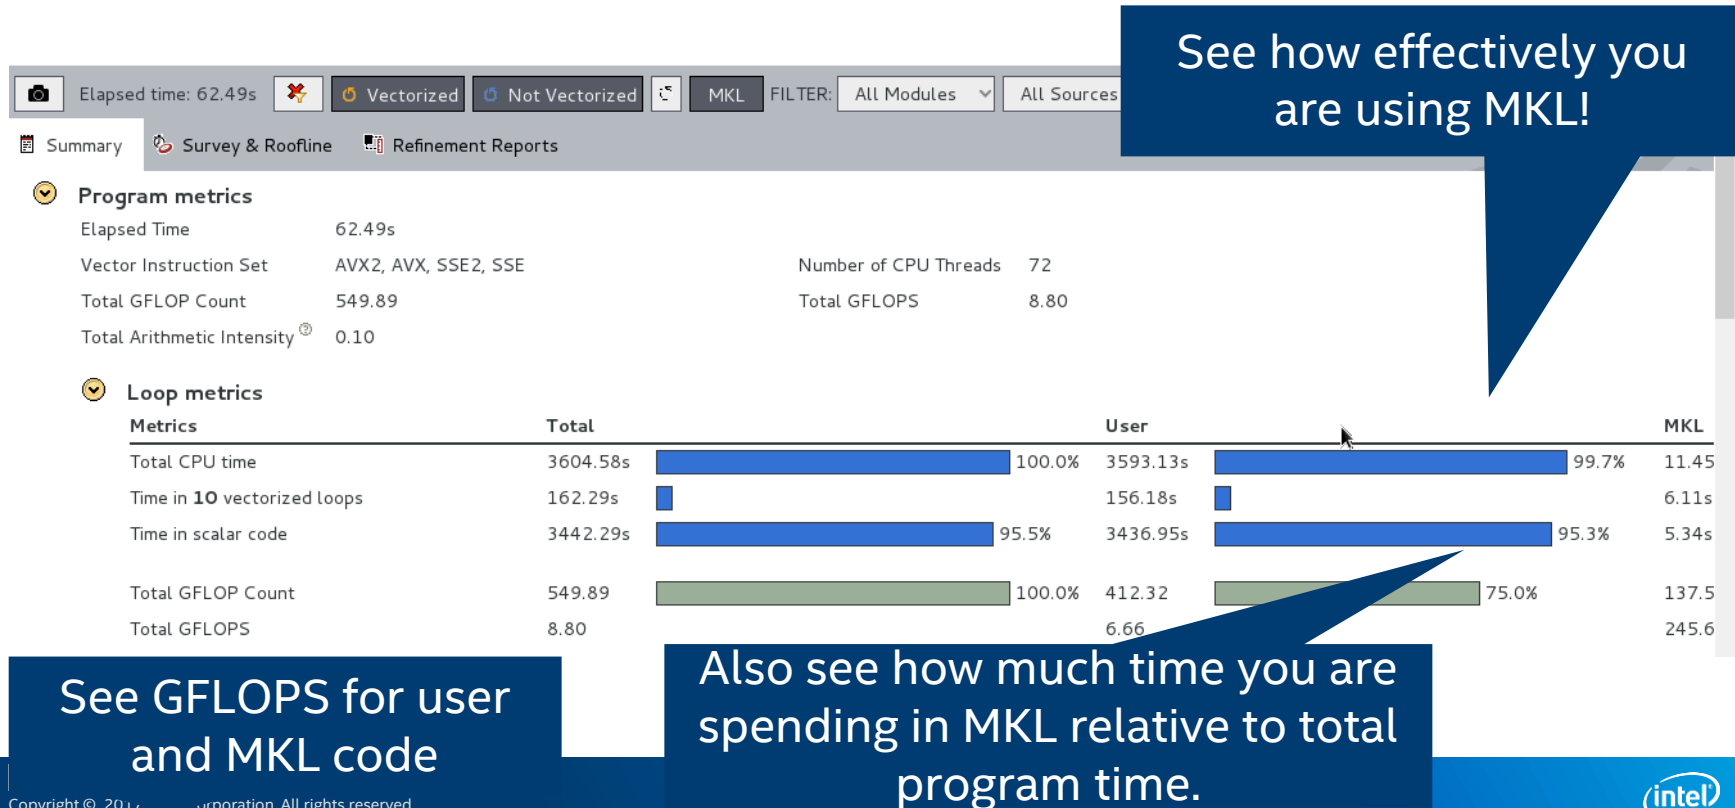 See how effectively you
are using MKL!
Elapsed time: 62.49s Vectorized Not Vectorized MKL FILTER: All Modules All Sources
Summary Survey & Roofline Refinement Reports
Program metrics
Elapsed Time 62.49s
Vector Instruction Set AVX2, AVX, SSE2, SSE Number of CPU Threads 72
Total GFLOP Count 549.89 Total GFLOPS 8.80
Total Arithmetic Intensity 0.10
Loop metrics
Metrics Total User MKL
Total CPU time 3604.58s 100.0% 3593.13s 99.7% 11.45
Time in 10 vectorized loops 162.29s 156.18s 6.11s
Time in scalar code 3442.29s 95.5% 3436.95s 95.3% 5.34s
Total GFLOP Count 549.89 100.0% 412.32 75.0% 137.5
Total GFLOPS 8.80 6.66 245.6
See GFLOPS for user
and MKL code
Also see how much time you are
spending in MKL relative to total
program time.
Copyright © All rights reserved
intel